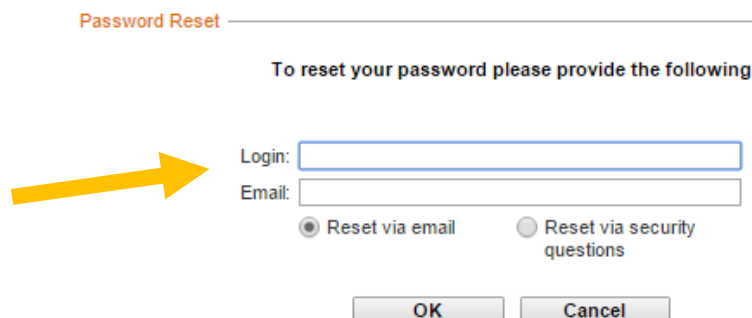 Password Reset
To reset your password please provide the following
Login:
Email:
Reset via email
Reset via security
questions
OK
Cancel